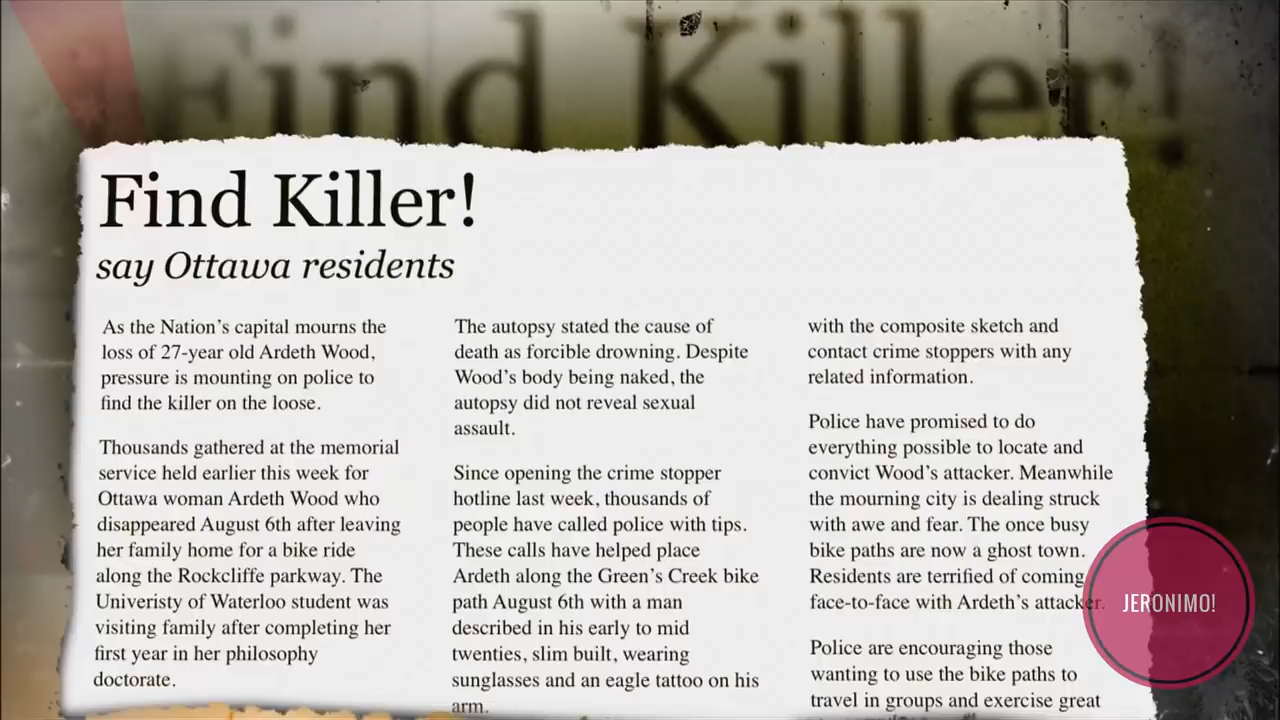 Find Killer!
Find Killer!
say Ottawa residents
As the Nation's capital mourns the
loss of 27-year old Ardeth Wood,
pressure is mounting on police to
find the killer on the loose.
Thousands gathered at the memorial
service held earlier this week for
Ottawa woman Ardeth Wood who
disappeared August 6th after leaving
her family home for a bike ride
along the Rockcliffe parkway. The
Univeristy of Waterloo student was
visiting family after completing her
first year in her philosophy
doctorate.
The autopsy stated the cause of
death as forcible drowning. Despite
Wood's body being naked, the
autopsy did not reveal sexual
assault.
Since opening the crime stopper
hotline last week, thousands of
people have called police with tips.
These calls have helped place
Ardeth along the Green's Creek bike
path August 6th with a man
described in his early to mid
twenties, slim built, wearing
sunglasses and an eagle tattoo on his
arm.
with the composite sketch and
contact crime stoppers with any
related information.
Police have promised to do
everything possible to locate and
convict Wood's attacker. Meanwhile
the mourning city is dealing struck
with awe and fear. The once busy
bike paths are now a ghost town.
Residents are terrified of coming
face-to-face with Ardeth's attacker.
Police are encouraging those
wanting to use the bike paths to
travel in groups and exercise great
JERONIMO!